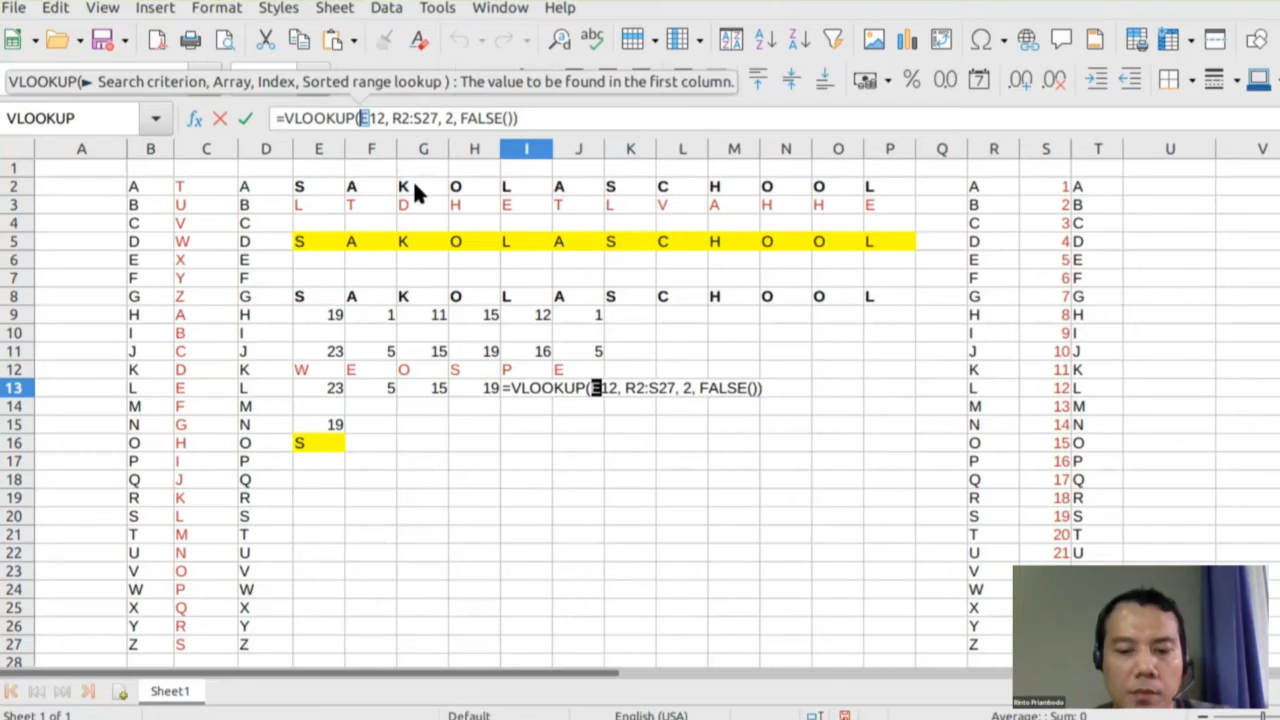 File Edit View Insert Format Styles Sheet Data Tools Window Help
VLOOKUP(► Search criterion, Array, Index, Sorted range lookup ) : The value to be found in the first column.
VLOOKUP =VLOOKUP(E12, R2:S27, 2, FALSE())
A B C D E F G H I J K L M N O P Q R S T U V
1
2 A T A S A K O L A S C H O O L A 1 A
3 B U B L T D H E T L V A H H E B 2 B
4 C V C C 3 C
5 D W D S A K O L A S C H O O L D 4 D
6 E X E E 5 E
7 F Y F F 6 F
8 G Z G S A K O L A S C H O O L G 7 G
9 H A H 19 1 11 15 12 1 H 8 H
10 I B I I 9 I
11 J C J 23 5 15 19 16 5 J 10 J
12 K D K W E O S P E K 11 K
13 L E L 23 5 15 19 =VLOOKUP(E12, R2:S27, 2, FALSE()) L 12 L
14 M F M M 13 M
15 N G N 19 N 14 N
16 O H O S O 15 O
17 P I P P 16 P
18 Q J Q Q 17 Q
19 R K R R 18 R
20 S L S S 19 S
21 T M T T 20 T
22 U N U U 21 U
23 V O V V
24 W P W W
25 X Q X X
26 Y R Y Y
27 Z S Z Z
28
Rinto Priambodo
Sheet1
Sheet 1 of 1 Default English (USA) Average: ; Sum: 0